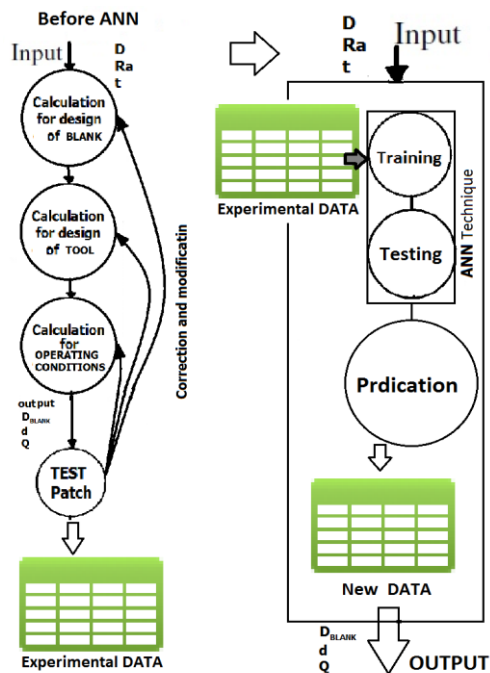 Before ANN
Input
D
Ra
t
Calculation
for design
of BLANK
Calculation
for design
of TOOL
Calculation
for
OPERATING
CONDITIONS
Correction and modificatin
output
DBLANK
d
Q
TEST
Patch
Experimental DATA
D
Ra
t
Input
Experimental DATA
Training
Testing
ANN Technique
Prdication
New DATA
DBLANK
d
Q
OUTPUT